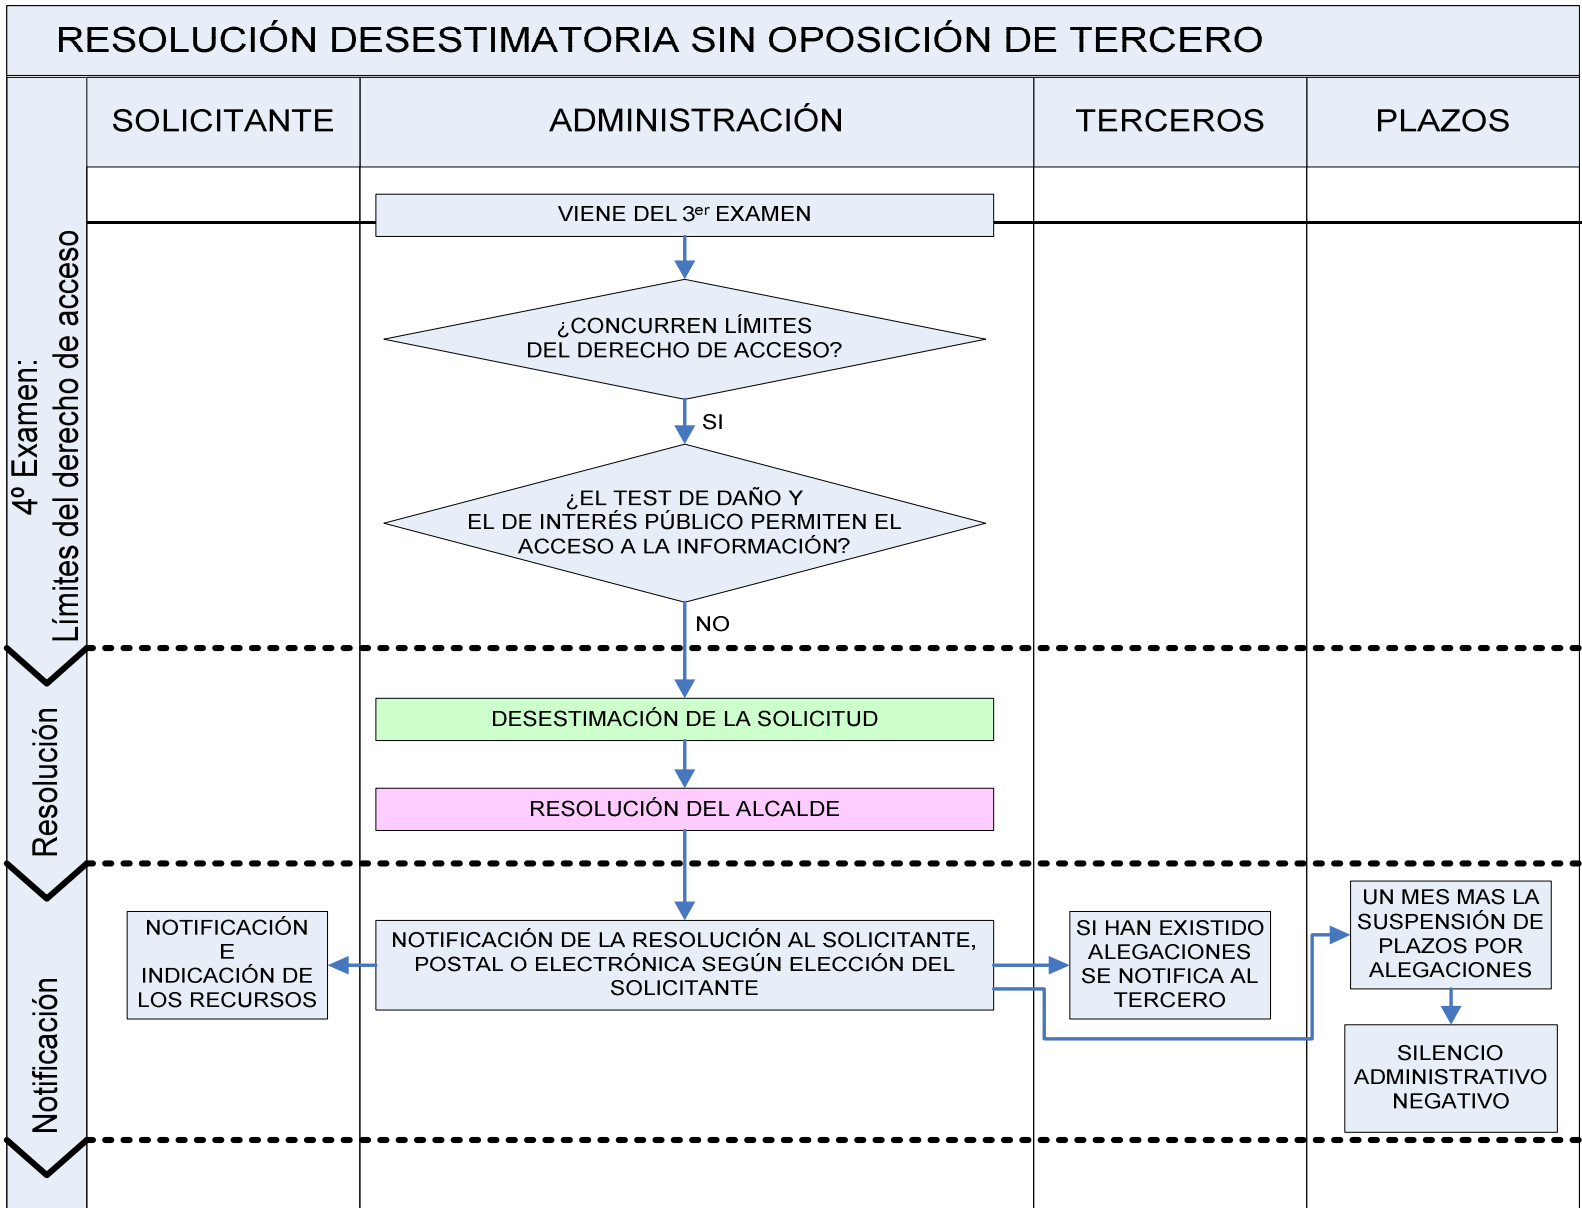 RESOLUCIÓN DESESTIMATORIA SIN OPOSICIÓN DE TERCERO
SOLICITANTE
ADMINISTRACIÓN
TERCEROS
PLAZOS
4º Examen:
Límites del derecho de acceso
VIENE DEL 3er EXAMEN
¿CONCURREN LÍMITES
DEL DERECHO DE ACCESO?
SI
¿EL TEST DE DAÑO Y
EL DE INTERÉS PÚBLICO PERMITEN EL
ACCESO A LA INFORMACIÓN?
NO
Resolución
DESESTIMACIÓN DE LA SOLICITUD
RESOLUCIÓN DEL ALCALDE
Notificación
NOTIFICACIÓN
E
INDICACIÓN DE
LOS RECURSOS
NOTIFICACIÓN DE LA RESOLUCIÓN AL SOLICITANTE,
POSTAL O ELECTRÓNICA SEGÚN ELECCIÓN DEL
SOLICITANTE
SI HAN EXISTIDO
ALEGACIONES
SE NOTIFICA AL
TERCERO
UN MES MAS LA
SUSPENSIÓN DE
PLAZOS POR
ALEGACIONES
SILENCIO
ADMINISTRATIVO
NEGATIVO